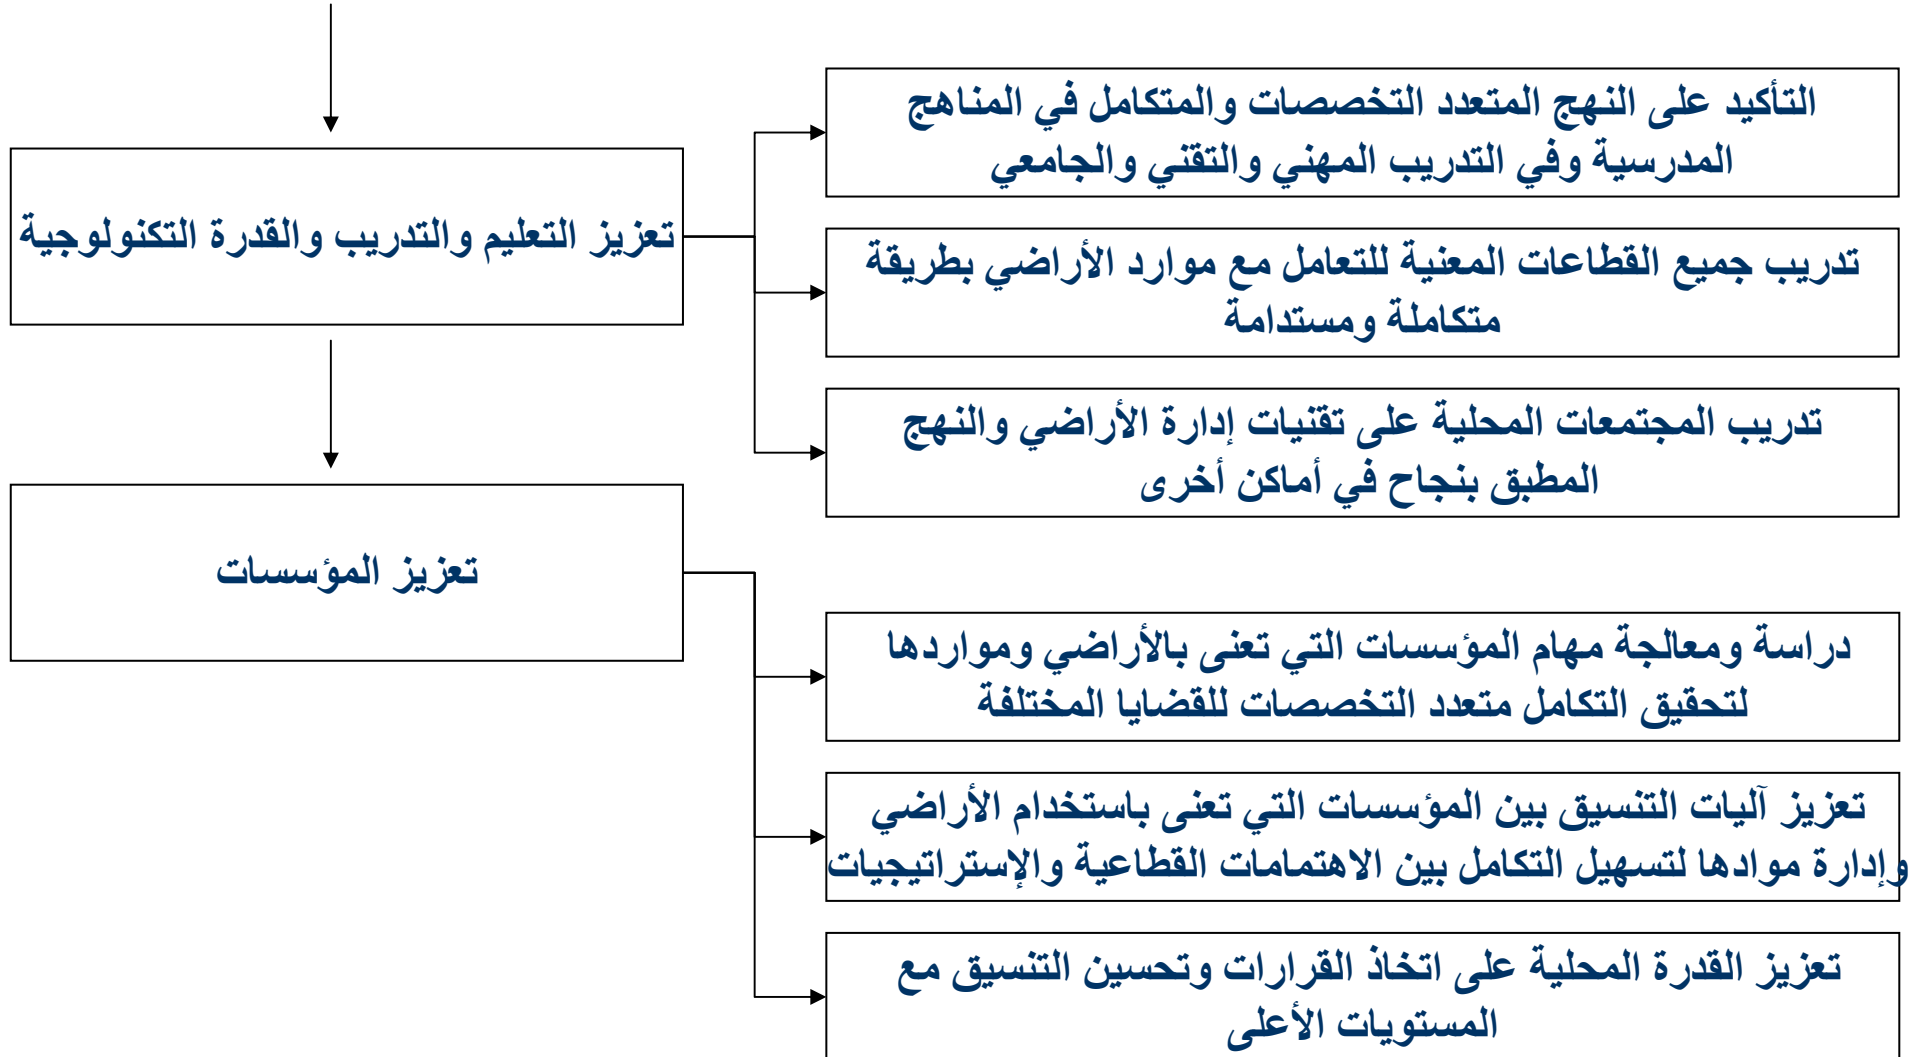 التأكيد على النهج المتعدد التخصصات والمتكامل في المناهج
المدرسية وفي التدريب المهني والتقني والجامعي
تعزيز التعليم والتدريب والقدرة التكنولوجية
تدريب جميع القطاعات المعنية للتعامل مع موارد الأراضي بطريقة
متكاملة ومستدامة
تدريب المجتمعات المحلية على تقنيات إدارة الأراضي والنهج
المطبق بنجاح في أماكن أخرى
تعزيز المؤسسات
دراسة ومعالجة مهام المؤسسات التي تعنى بالأراضي ومواردها
لتحقيق التكامل متعدد التخصصات للقضايا المختلفة
تعزيز آليات التنسيق بين المؤسسات التي تعنى باستخدام الأراضي
وإدارة موادها لتسهيل التكامل بين الاهتمامات القطاعية والإستراتيجيات
تعزيز القدرة المحلية على اتخاذ القرارات وتحسين التنسيق مع
المستويات الأعلى